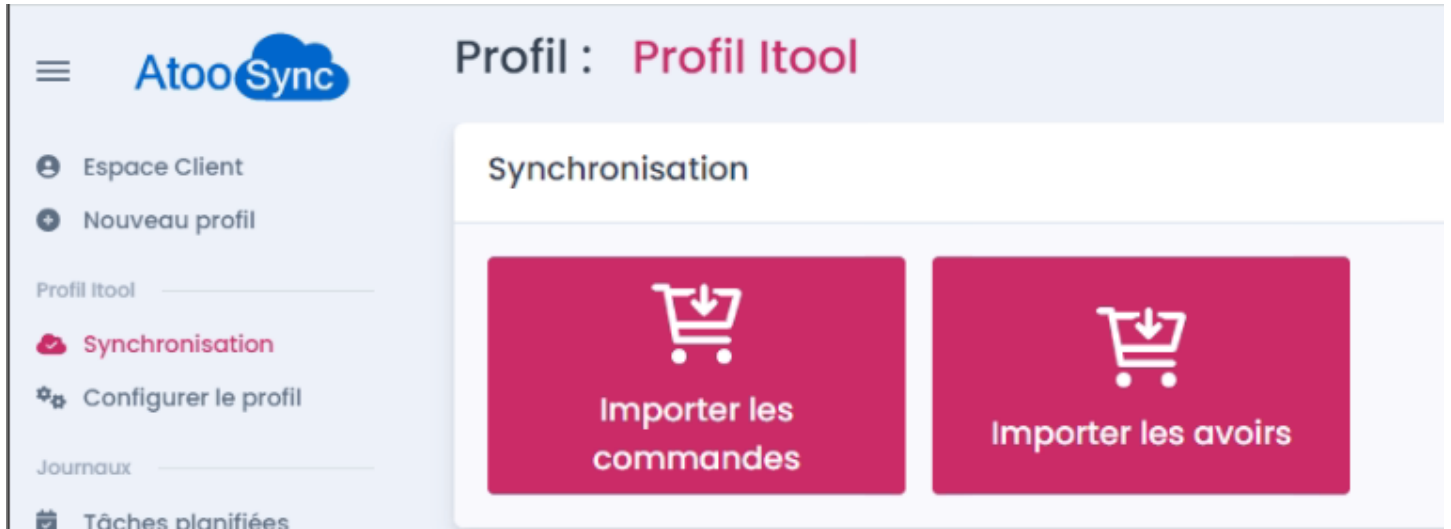 AtooSync
Profil : Profil Itool
Espace Client
Nouveau profil
Profil Itool
Synchronisation
Configurer le profil
Journaux
Tâches planifiées
Synchronisation
Importer les
commandes
Importer les avoirs